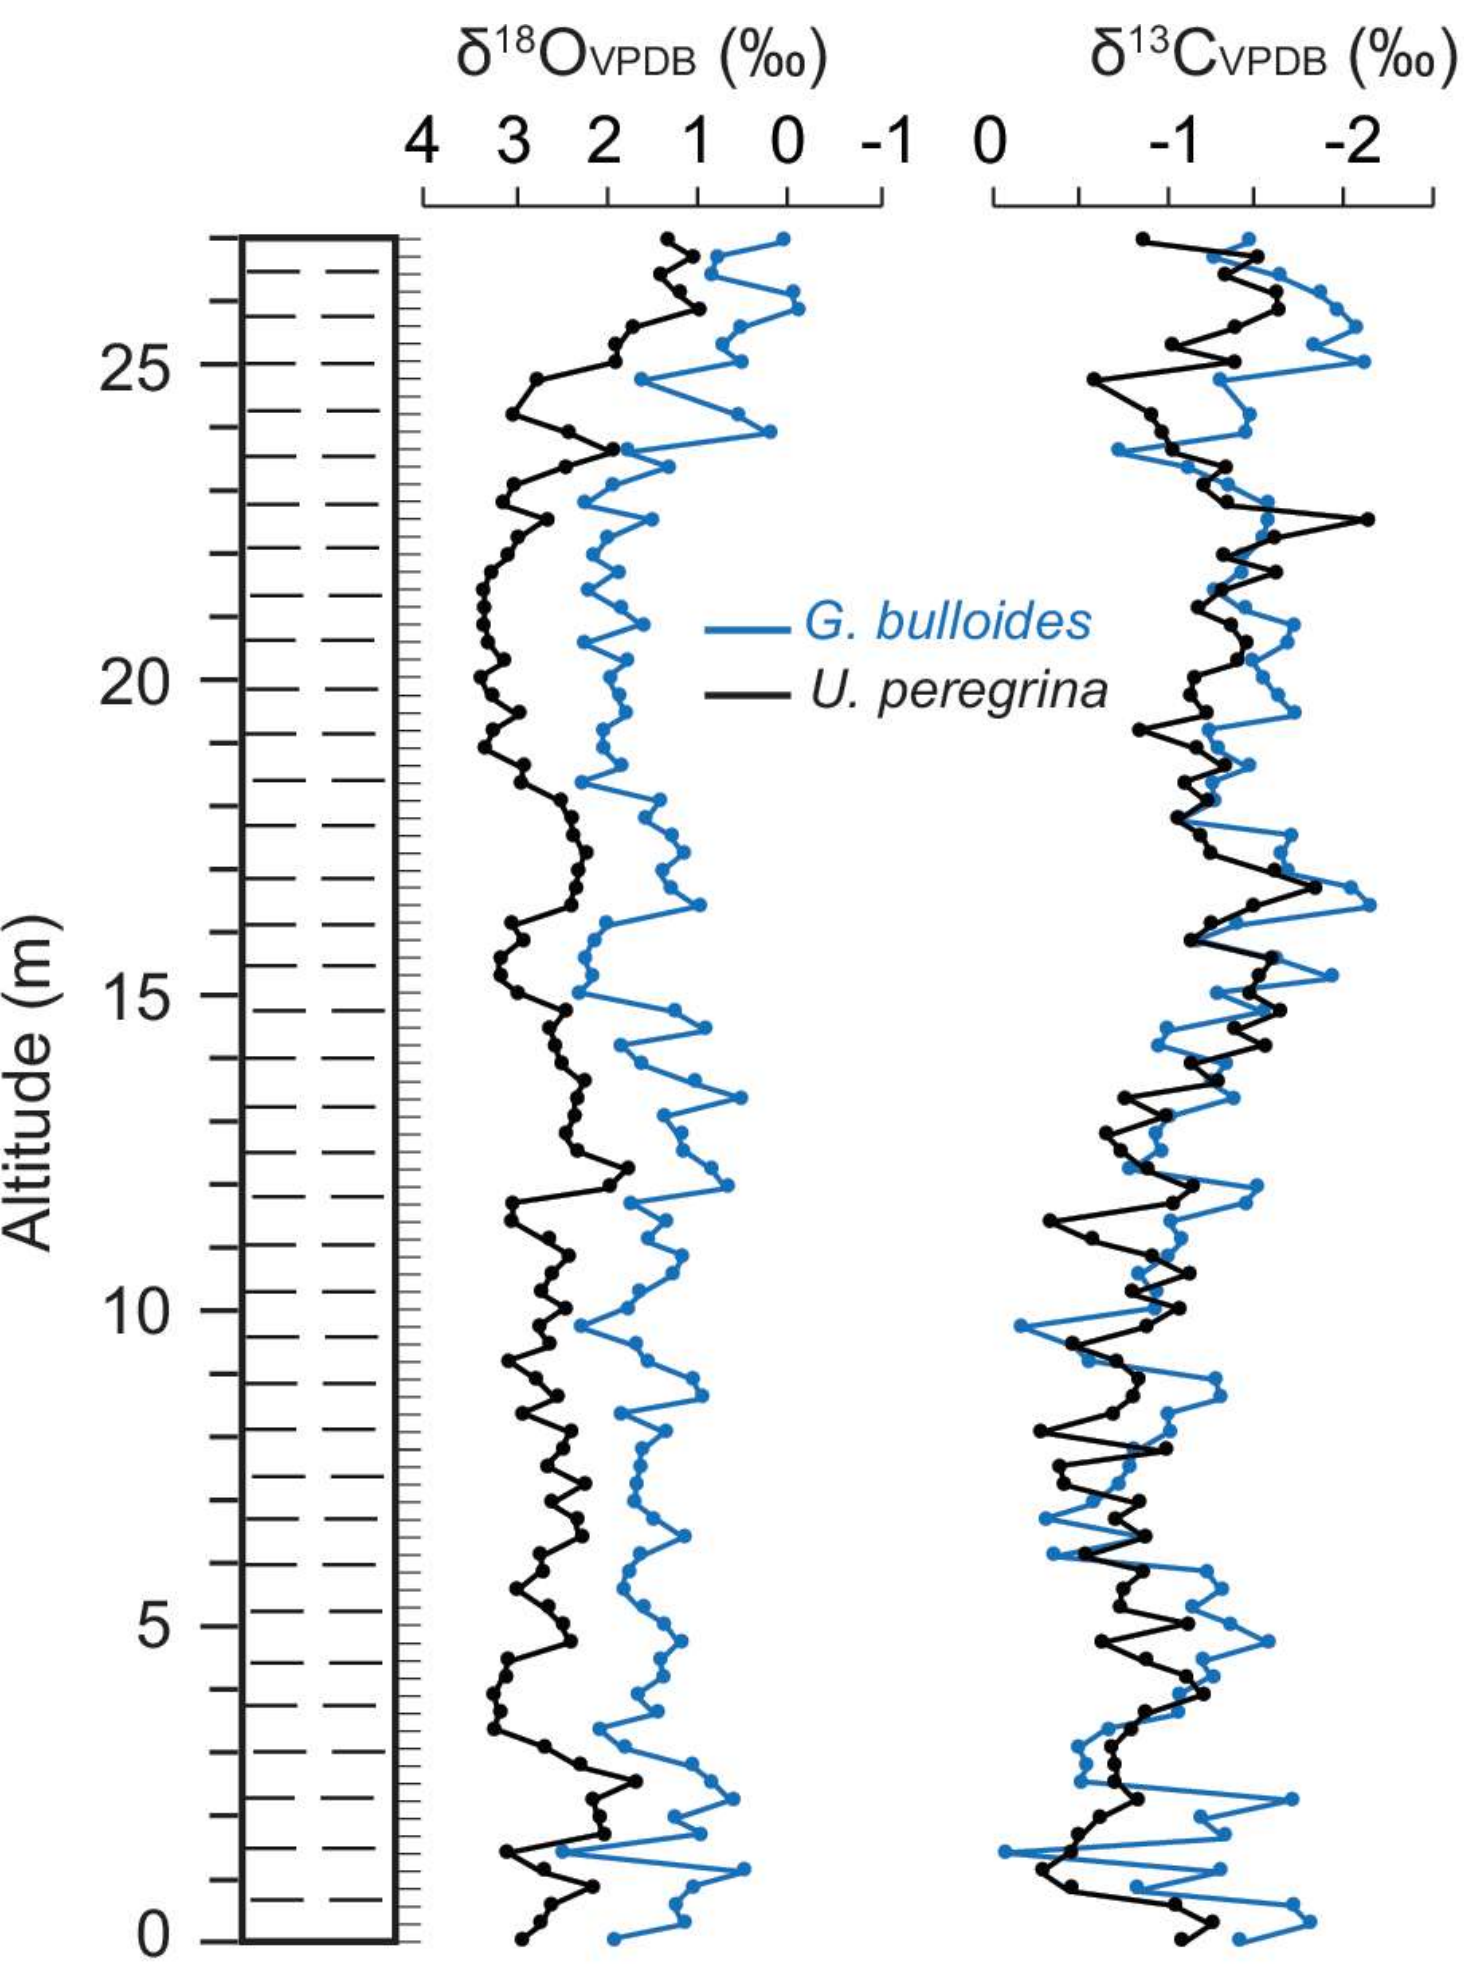 δ¹⁸OVPDB (‰) δ¹³CVPDB (‰)
4 3 2 1 0 -1 0 -1 -2
25
G. bulloides
20
U. peregrina
Altitude (m)
15
10
5
0